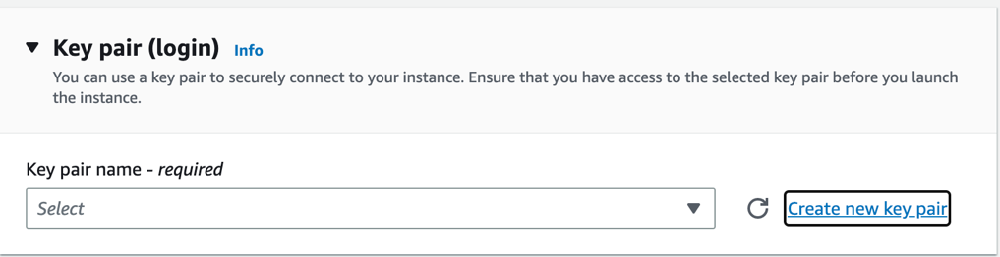 Key pair (login) Info
You can use a key pair to securely connect to your instance. Ensure that you have access to the selected key pair before you launch
the instance.
Key pair name - required
Select
Create new key pair